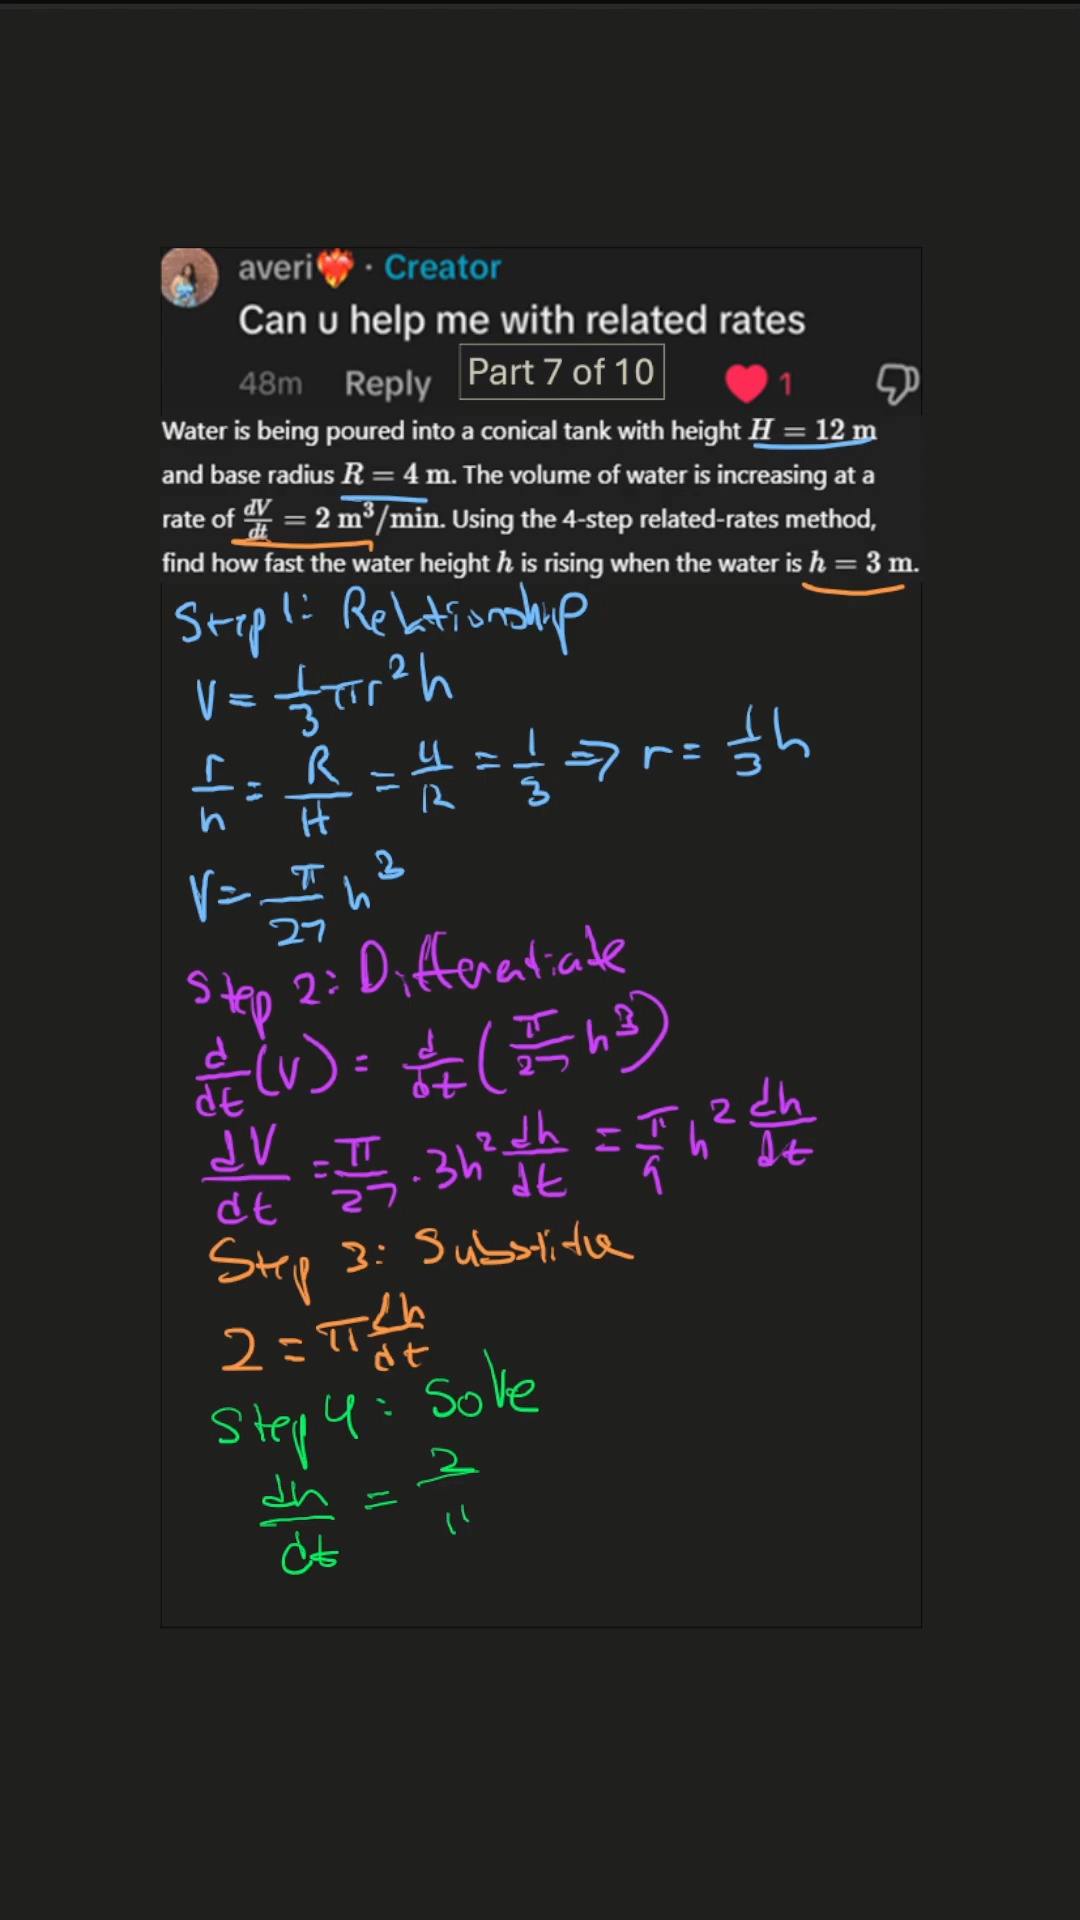 averi❤️‍🔥 · Creator
Can u help me with related rates
48m Reply Part 7 of 10 1
Water is being poured into a conical tank with height H = 12 m
and base radius R = 4 m. The volume of water is increasing at a
rate of dV/dt = 2 m³/min. Using the 4-step related-rates method,
find how fast the water height h is rising when the water is h = 3 m.
Step 1: Relationship
V = 1/3 πr²h
r/h = R/H = 4/12 = 1/3 ⇒ r = 1/3 h
V = π/27 h³
Step 2: Differentiate
d/dt (V) = d/dt (π/27 h³)
dV/dt = π/27 · 3h² dh/dt = π/9 h² dh/dt
Step 3: Substitue
2 = π dh/dt
Step 4: Solve
dh/dt = 2/